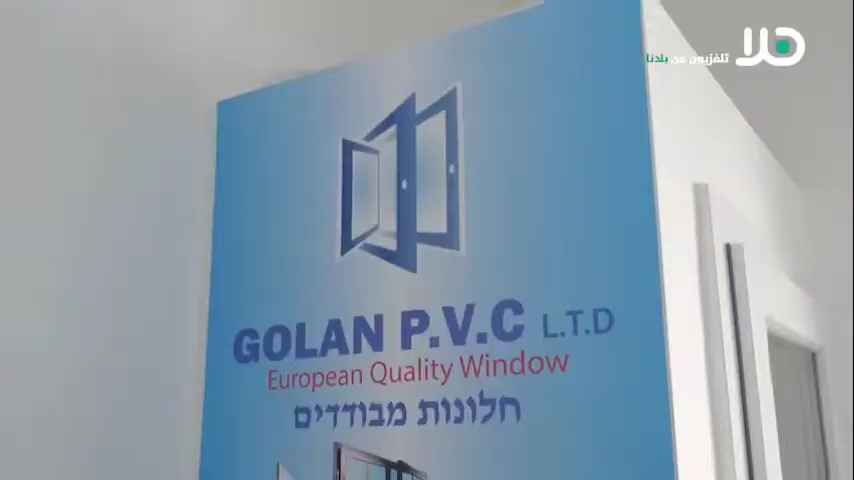 هلا
تلفزيون من بلدنا
GOLAN P.V.C L.T.D
European Quality Window
חלונות מבודדים